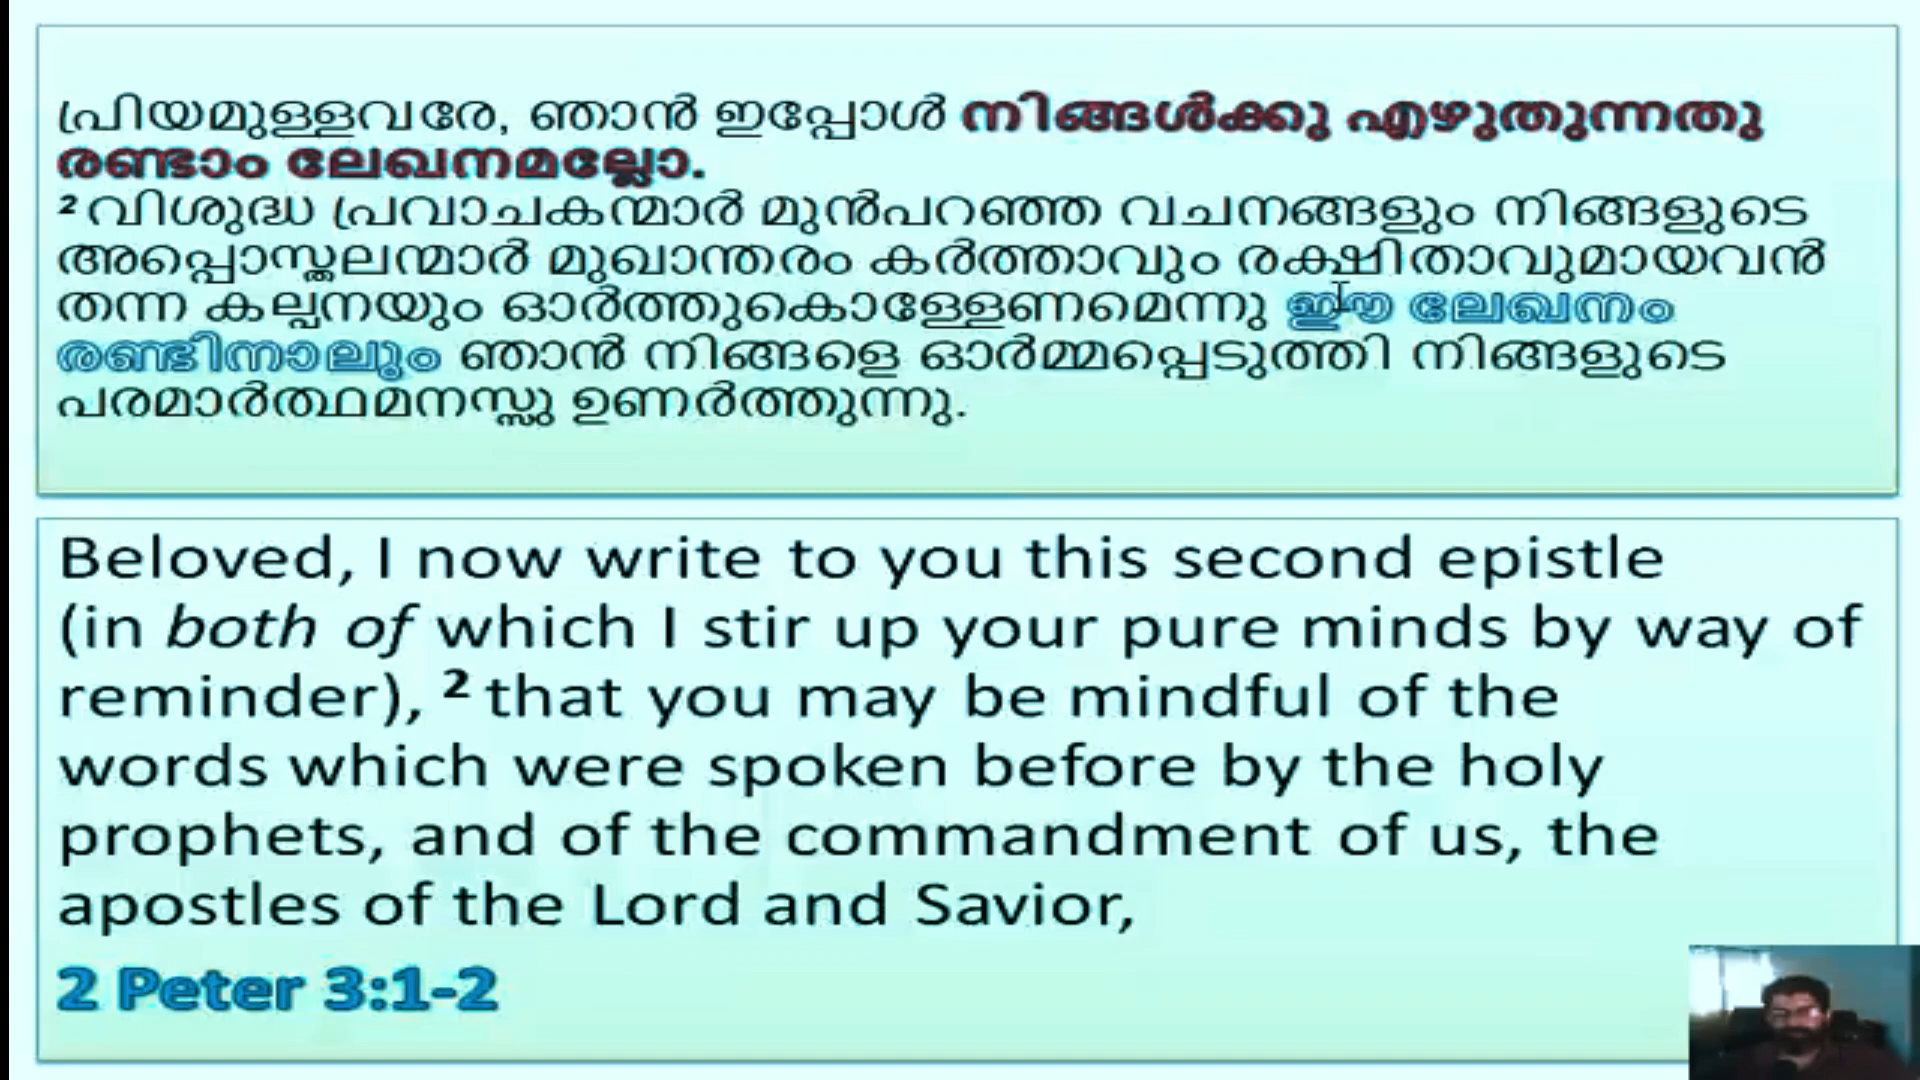 പ്രിയമുള്ളവരേ, ഞാൻ ഇപ്പോൾ നിങ്ങൾക്കു എഴുതുന്നതു
രണ്ടാം ലേഖനമല്ലോ.
² വിശുദ്ധ പ്രവാചകന്മാർ മുൻപറഞ്ഞ വചനങ്ങളും നിങ്ങളുടെ
അപ്പൊസ്തലന്മാർ മുഖാന്തരം കർത്താവും രക്ഷിതാവുമായവൻ
തന്ന കല്പനയും ഓർത്തുകൊള്ളേണമെന്നു ഈ ലേഖനം
രണ്ടിനാലും ഞാൻ നിങ്ങളെ ഓർമ്മപ്പെടുത്തി നിങ്ങളുടെ
പരമാർത്ഥമനസ്സു ഉണർത്തുന്നു.
Beloved, I now write to you this second epistle
(in both of which I stir up your pure minds by way of
reminder), ² that you may be mindful of the
words which were spoken before by the holy
prophets, and of the commandment of us, the
apostles of the Lord and Savior,
2 Peter 3:1-2